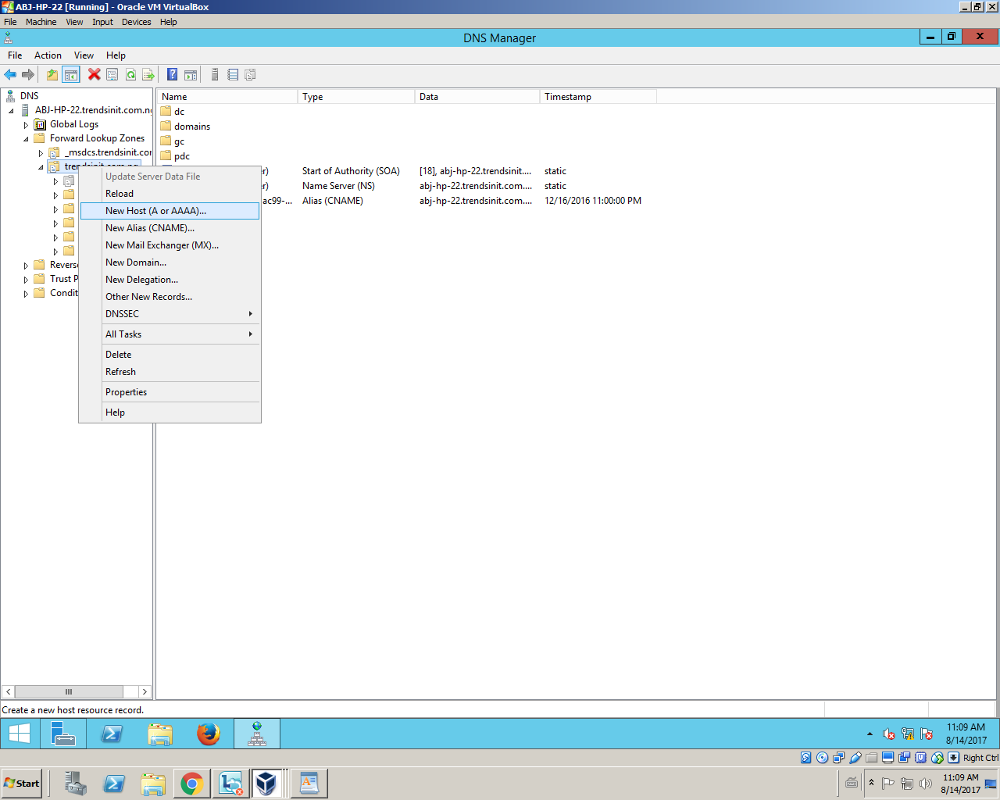 ABJ-HP-22 [Running] - Oracle VM VirtualBox
File Machine View Input Devices Help
DNS Manager
File Action View Help
DNS
ABJ-HP-22.trendsinit.com.n
Global Logs
Forward Lookup Zones
_msdcs.trendsinit.co
trendsinit.com.ng
Reverse
Trust P
Condit
Update Server Data File
Reload
New Host (A or AAAA)...
New Alias (CNAME)...
New Mail Exchanger (MX)...
New Domain...
New Delegation...
Other New Records...
DNSSEC
All Tasks
Delete
Refresh
Properties
Help
Name Type Data Timestamp
dc
domains
gc
pdc
r) Start of Authority (SOA) [18], abj-hp-22.trendsinit.... static
r) Name Server (NS) abj-hp-22.trendsinit.com.... static
ac99-... Alias (CNAME) abj-hp-22.trendsinit.com.... 12/16/2016 11:00:00 PM
Create a new host resource record.
11:09 AM
8/14/2017
Right Ctrl
Start
11:09 AM
8/14/2017